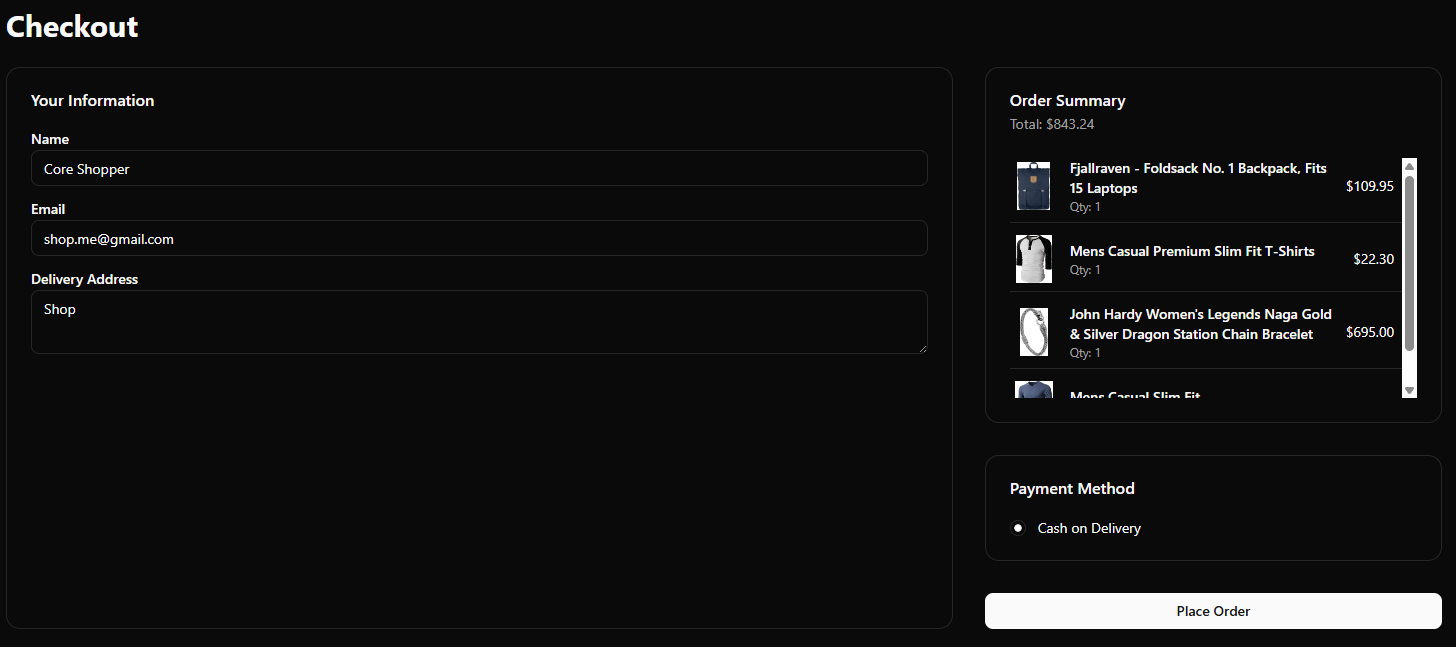 Checkout
Your Information
Name
Core Shopper
Email
shop.me@gmail.com
Delivery Address
Shop
Order Summary
Total: $843.24
Fjallraven - Foldsack No. 1 Backpack, Fits
15 Laptops
$109.95
Qty: 1
Mens Casual Premium Slim Fit T-Shirts
$22.30
Qty: 1
John Hardy Women's Legends Naga Gold
& Silver Dragon Station Chain Bracelet
$695.00
Qty: 1
Mens Casual Slim Fit
Payment Method
Cash on Delivery
Place Order